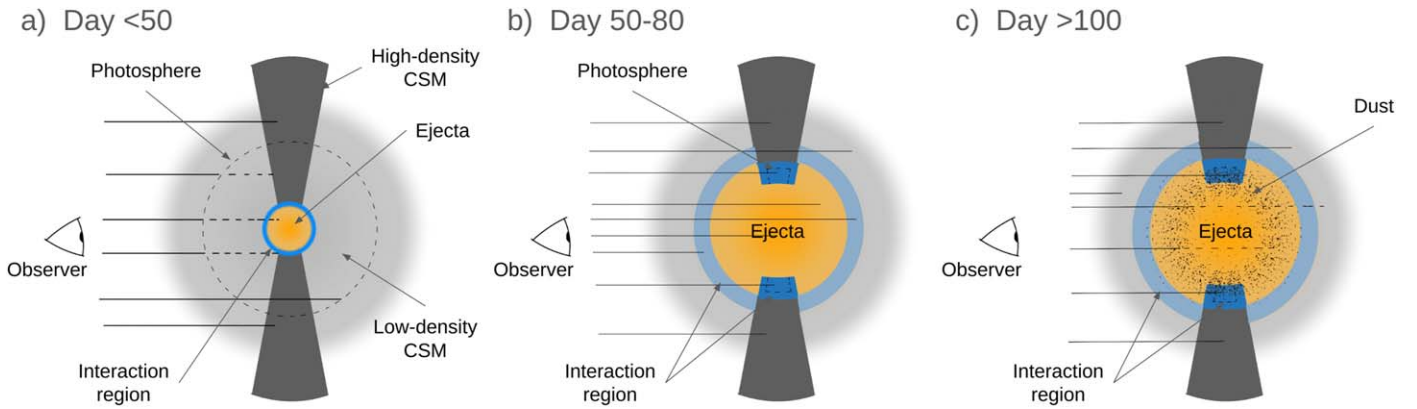 a) Day <50
Photosphere
High-density
CSM
Ejecta
Observer
Low-density
CSM
Interaction
region
b) Day 50-80
Photosphere
Ejecta
Observer
Interaction
region
c) Day >100
Dust
Ejecta
Observer
Interaction
region